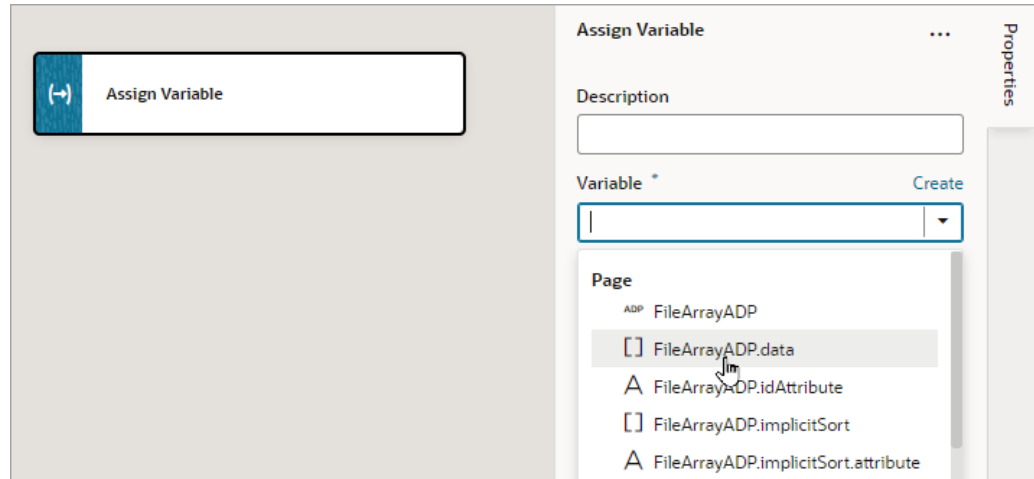 Assign Variable
Assign Variable
...
Properties
Description
Variable *
Create
Page
ADP FileArrayADP
[ ] FileArrayADP.data
A FileArrayADP.idAttribute
[ ] FileArrayADP.implicitSort
A FileArrayADP.implicitSort.attribute